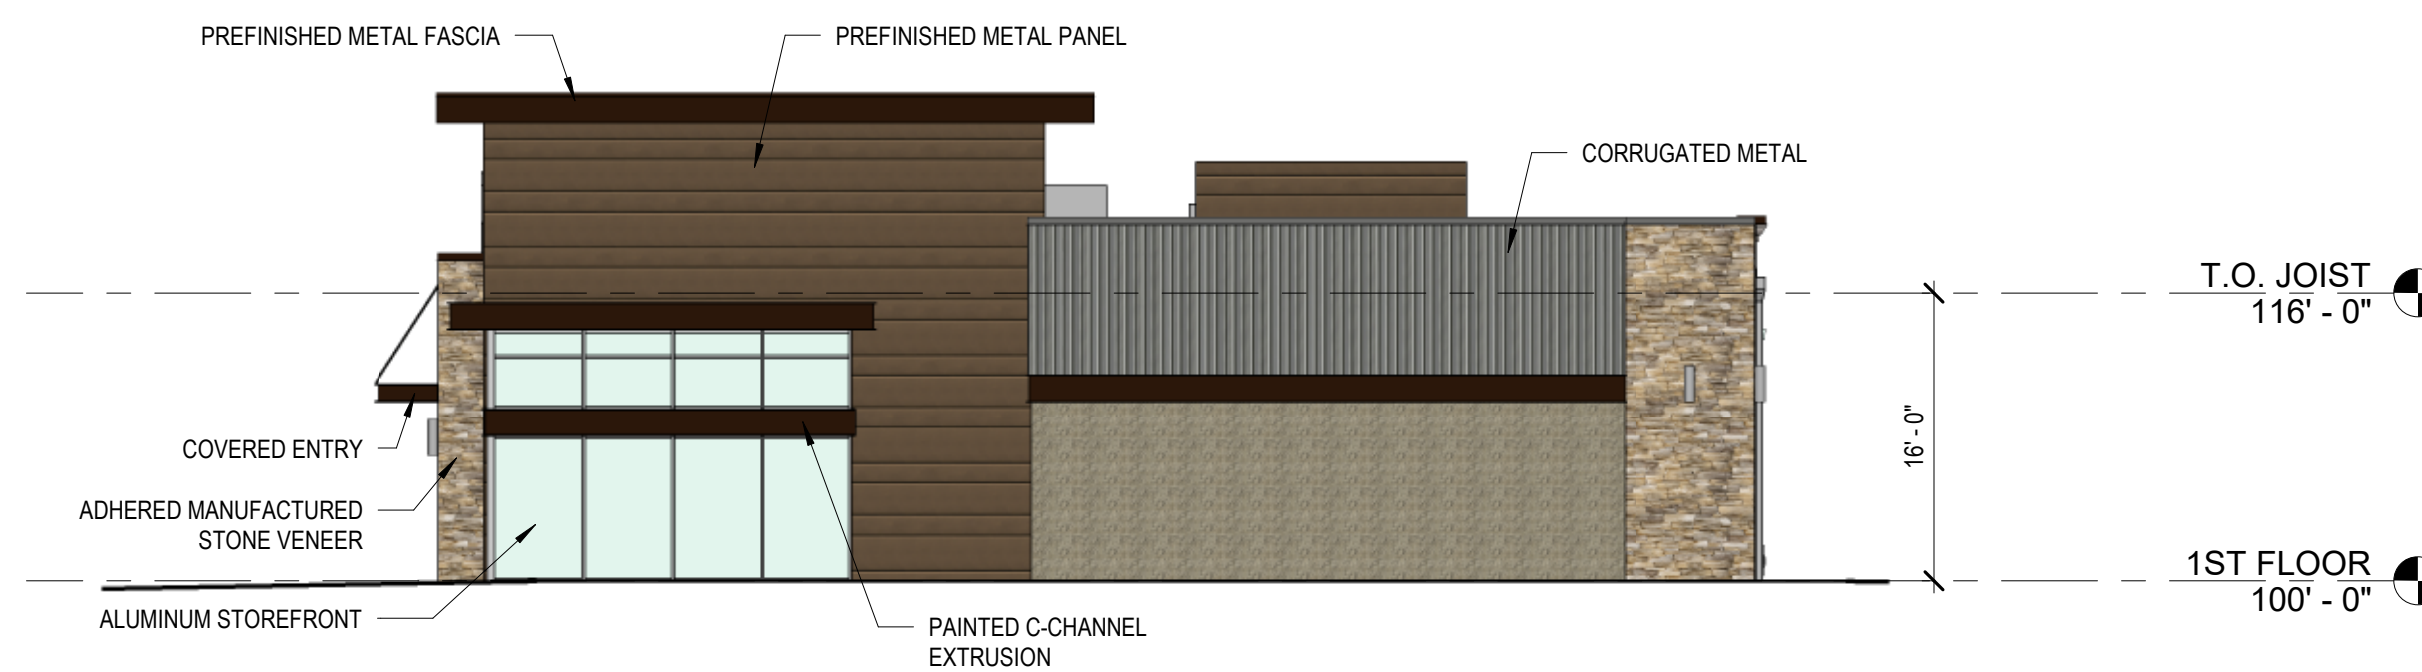 PREFINISHED METAL FASCIA
PREFINISHED METAL PANEL
CORRUGATED METAL
T.O. JOIST
116' - 0"
16' - 0"
COVERED ENTRY
ADHERED MANUFACTURED
STONE VENEER
1ST FLOOR
100' - 0"
ALUMINUM STOREFRONT
PAINTED C-CHANNEL
EXTRUSION